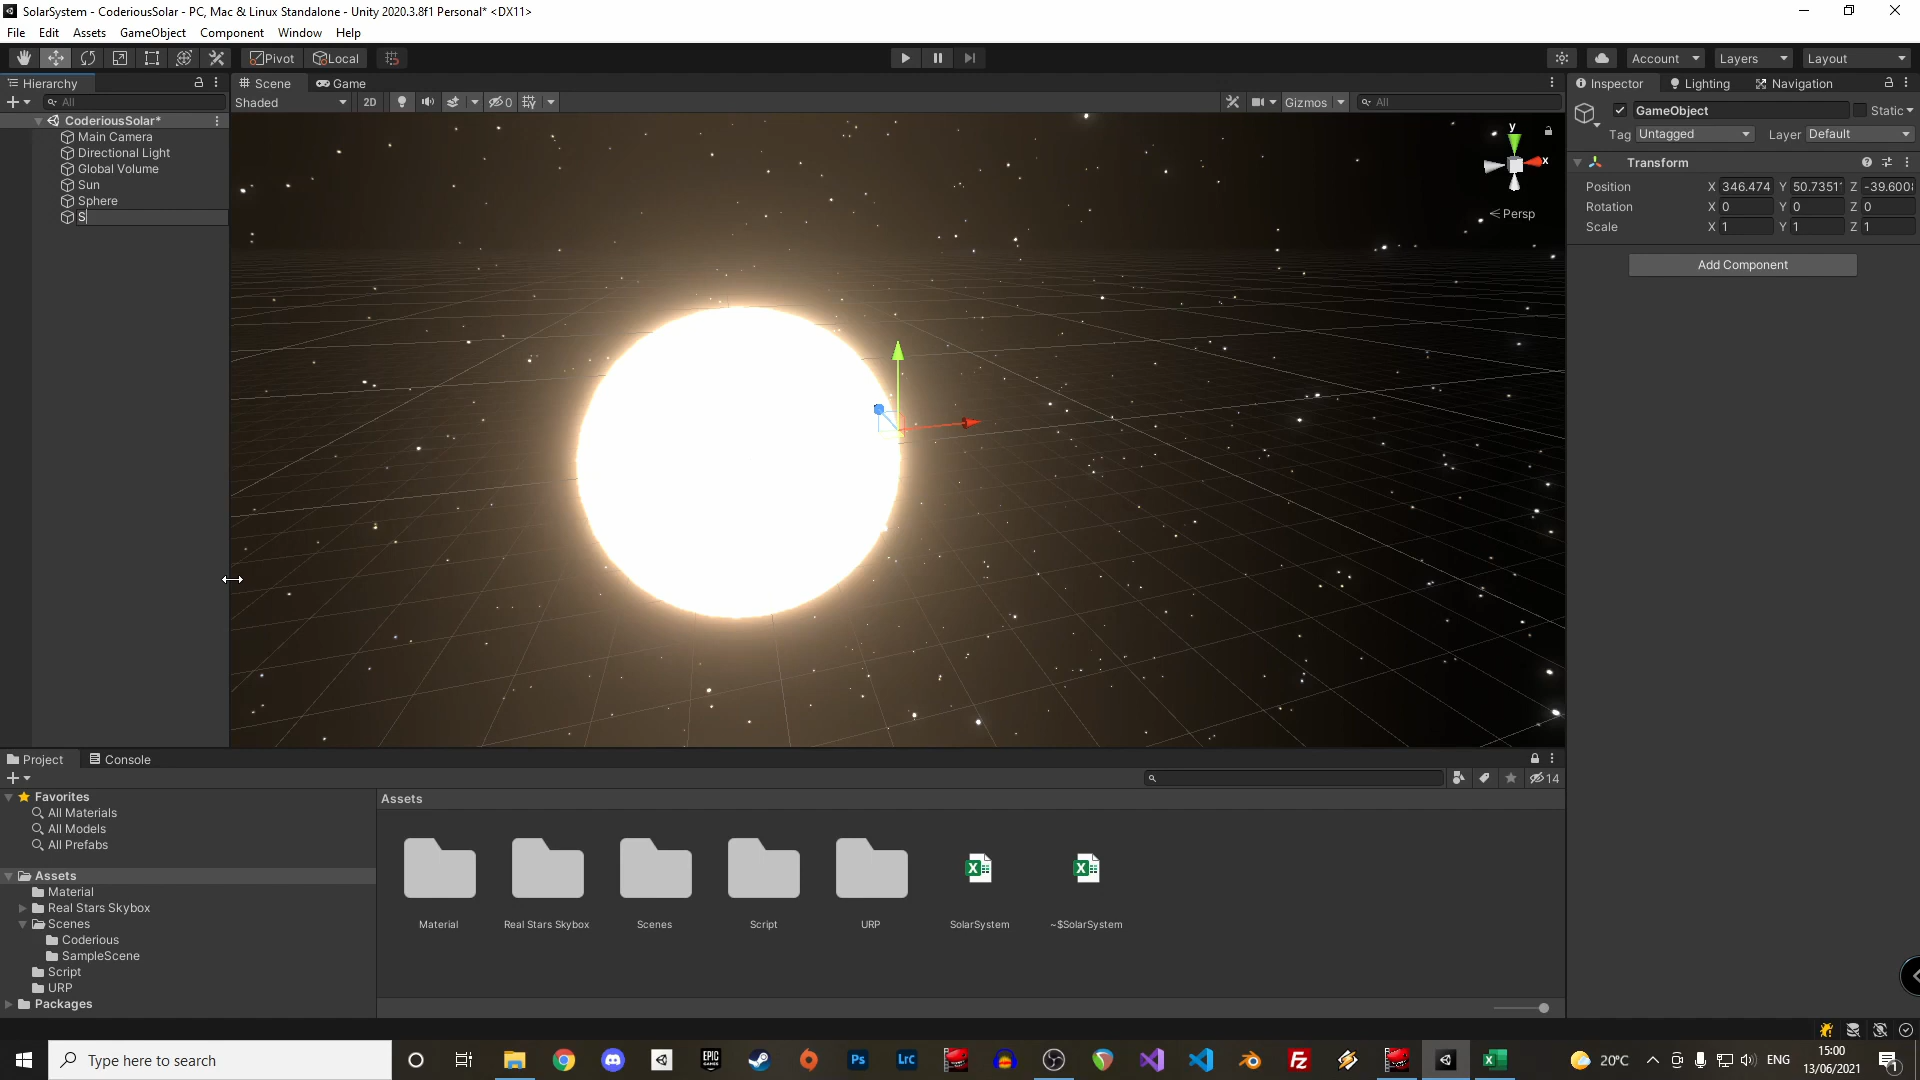 SolarSystem - CoderiousSolar - PC, Mac & Linux Standalone - Unity 2020.3.8f1 Personal* <DX11>
File Edit Assets GameObject Component Window Help
Pivot Local Account Layers Layout
Hierarchy
All
CoderiousSolar*
Main Camera
Directional Light
Global Volume
Sun
Sphere
S
Scene Game
Shaded 2D 0 Gizmos All
y
x
Persp
Inspector Lighting Navigation
GameObject Static
Tag Untagged Layer Default
Transform
Position X 346.474 Y 50.7351 Z -39.600
Rotation X 0 Y 0 Z 0
Scale X 1 Y 1 Z 1
Add Component
Project Console
14
Favorites
All Materials
All Models
All Prefabs
Assets
Material
Real Stars Skybox
Scenes
Coderious
SampleScene
Script
URP
Packages
Assets
Material Real Stars Skybox Scenes Script URP SolarSystem ~$SolarSystem
Type here to search
EPIC GAMES
Ps
Lrc
20°C
ENG
15:00
13/06/2021
1